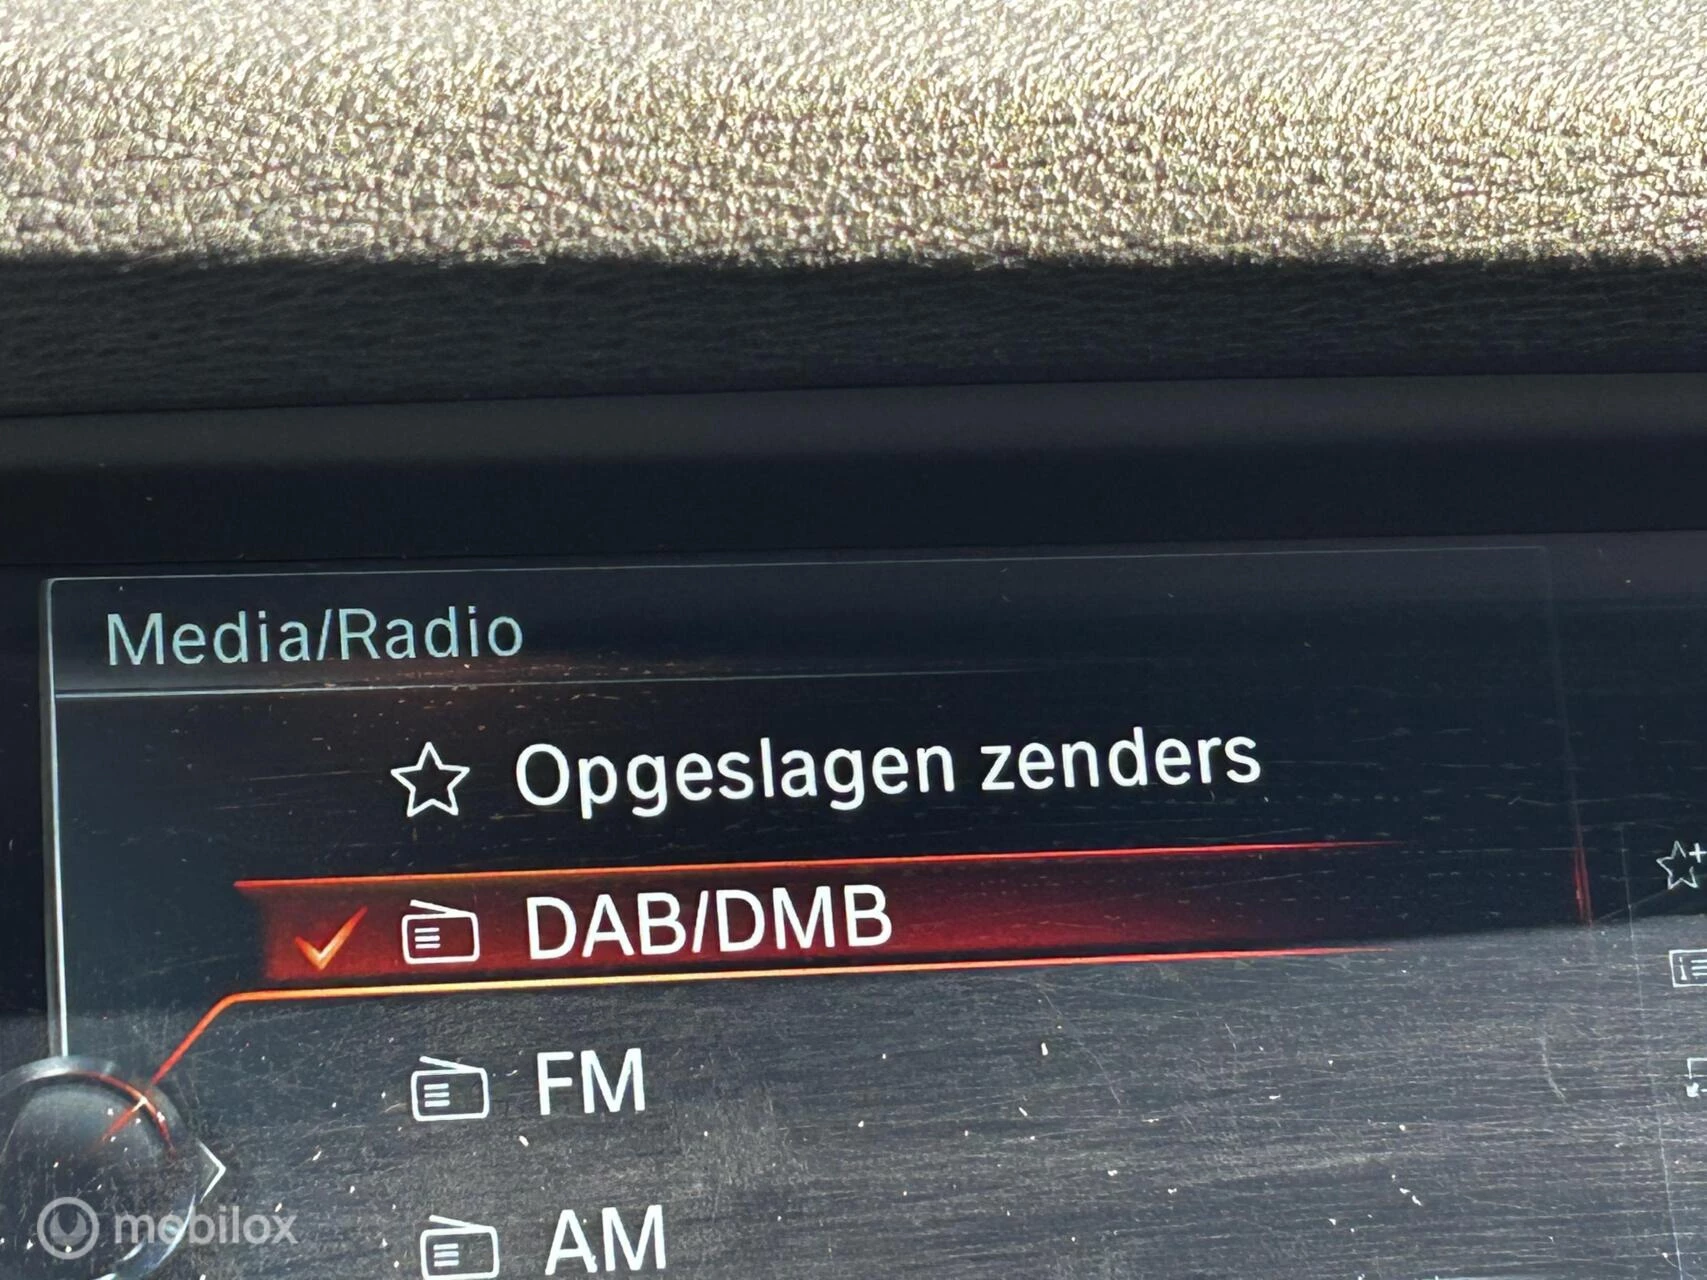 Media/Radio
Opgeslagen zenders
DAB/DMB
FM
AM
mobilox